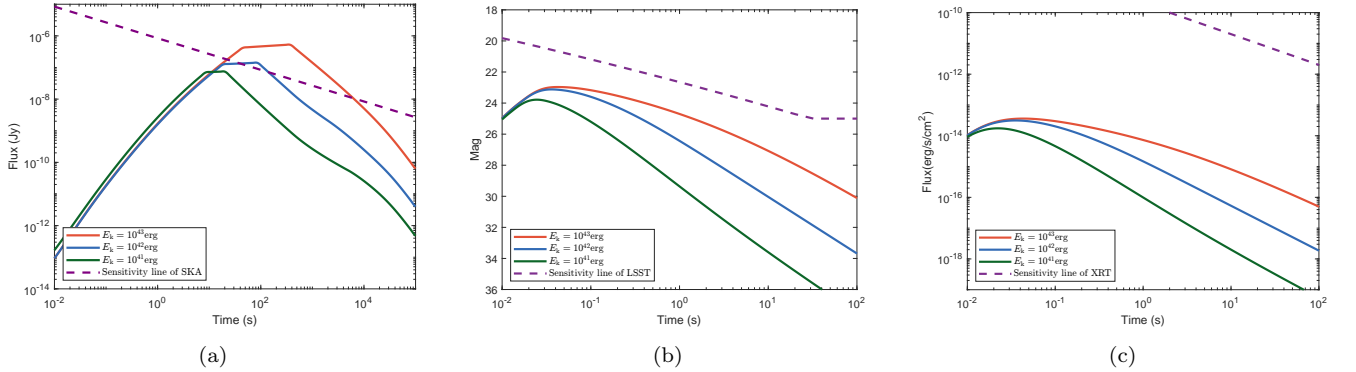 10^-6
10^-8
10^-10
10^-12
10^-14
Flux (Jy)
10^-2
10^0
10^2
10^4
Time (s)
E_k = 10^43 erg
E_k = 10^42 erg
E_k = 10^41 erg
Sensitivity line of SKA
(a)
18
20
22
24
26
28
30
32
34
36
Mag
10^-2
10^-1
10^0
10^1
10^2
Time (s)
E_k = 10^43 erg
E_k = 10^42 erg
E_k = 10^41 erg
Sensitivity line of LSST
(b)
10^-10
10^-12
10^-14
10^-16
10^-18
Flux(erg/s/cm^2)
10^-2
10^-1
10^0
10^1
10^2
Time (s)
E_k = 10^43 erg
E_k = 10^42 erg
E_k = 10^41 erg
Sensitivity line of XRT
(c)